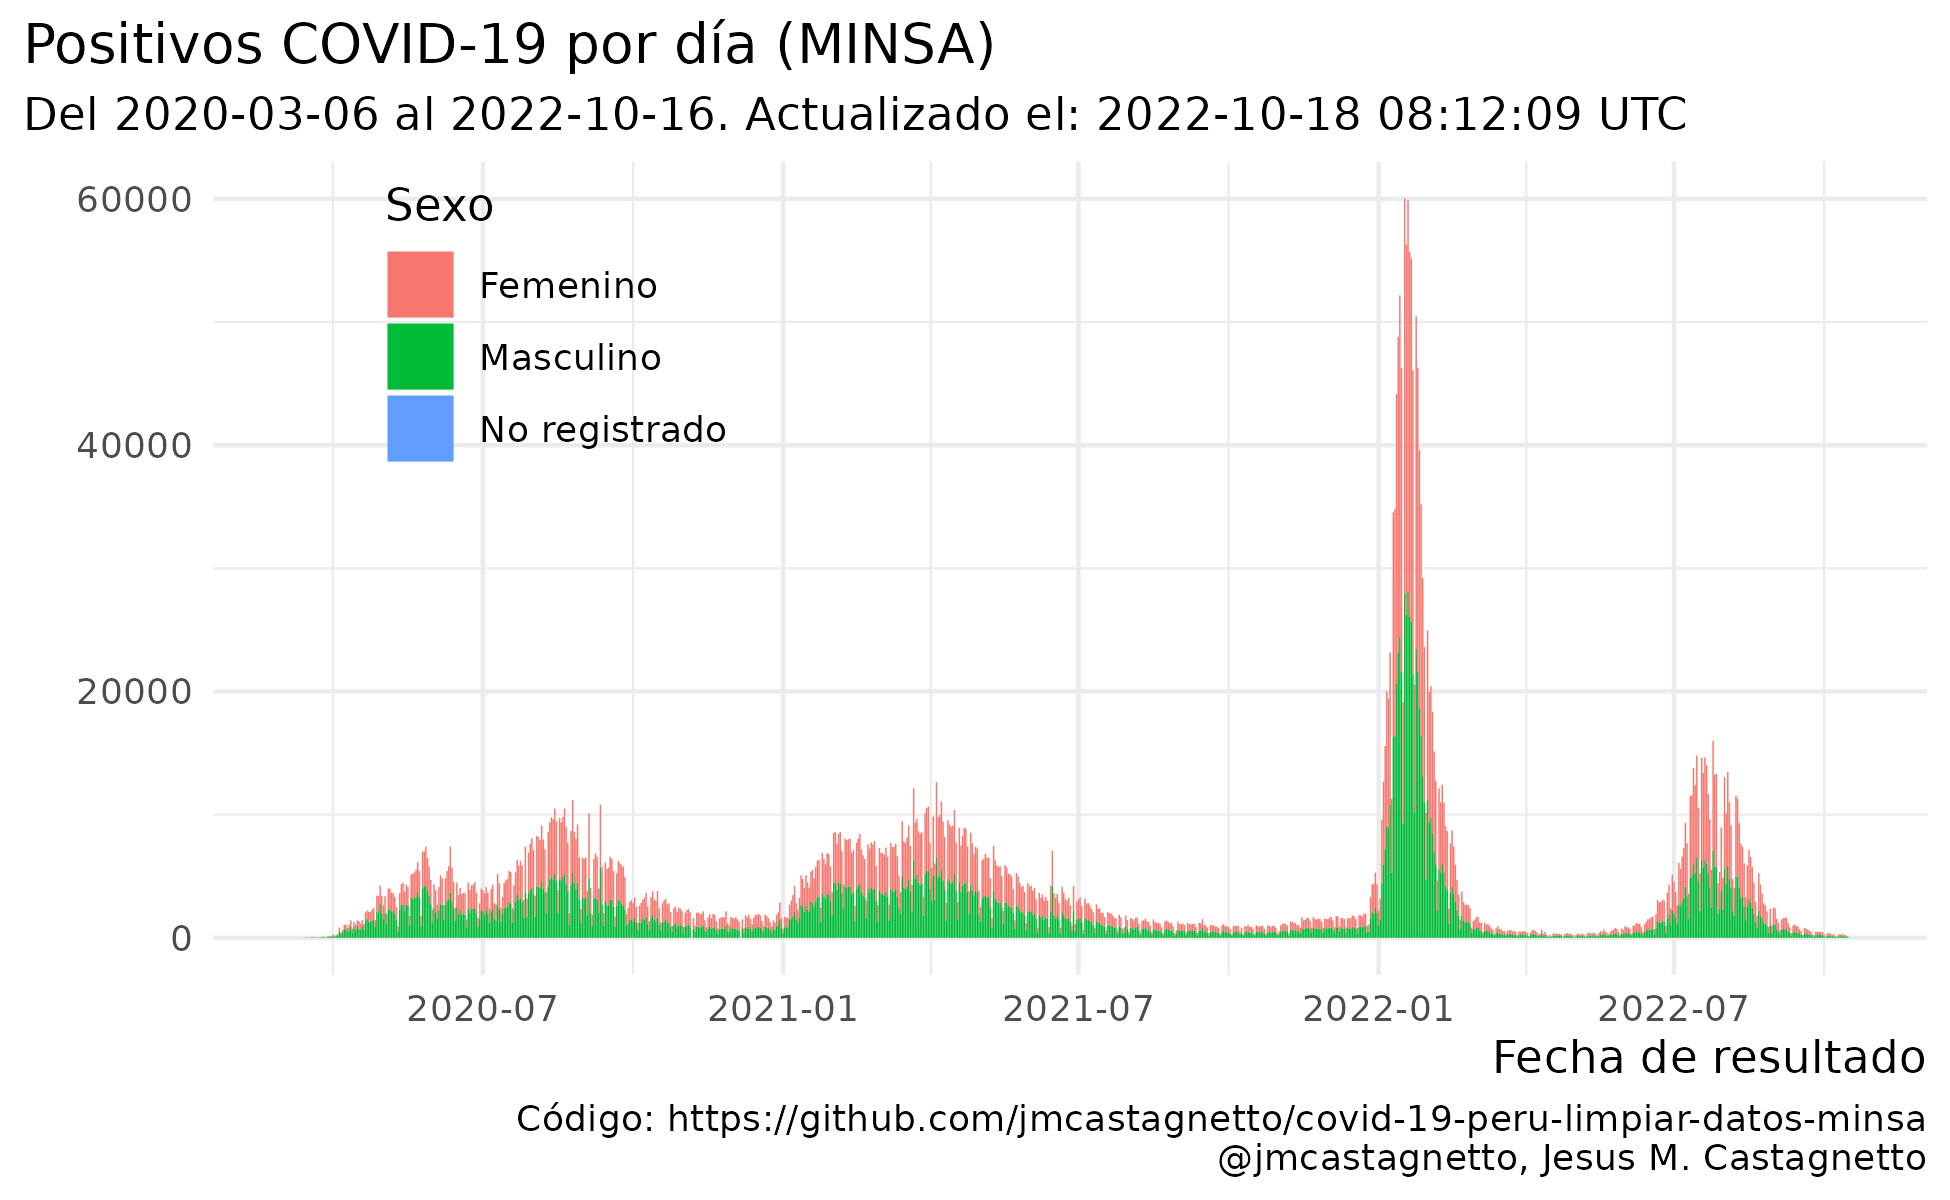 Positivos COVID-19 por día (MINSA)
Del 2020-03-06 al 2022-10-16. Actualizado el: 2022-10-18 08:12:09 UTC
60000
40000
20000
0
Sexo
Femenino
Masculino
No registrado
2020-07
2021-01
2021-07
2022-01
2022-07
Fecha de resultado
Código: https://github.com/jmcastagnetto/covid-19-peru-limpiar-datos-minsa
@jmcastagnetto, Jesus M. Castagnetto